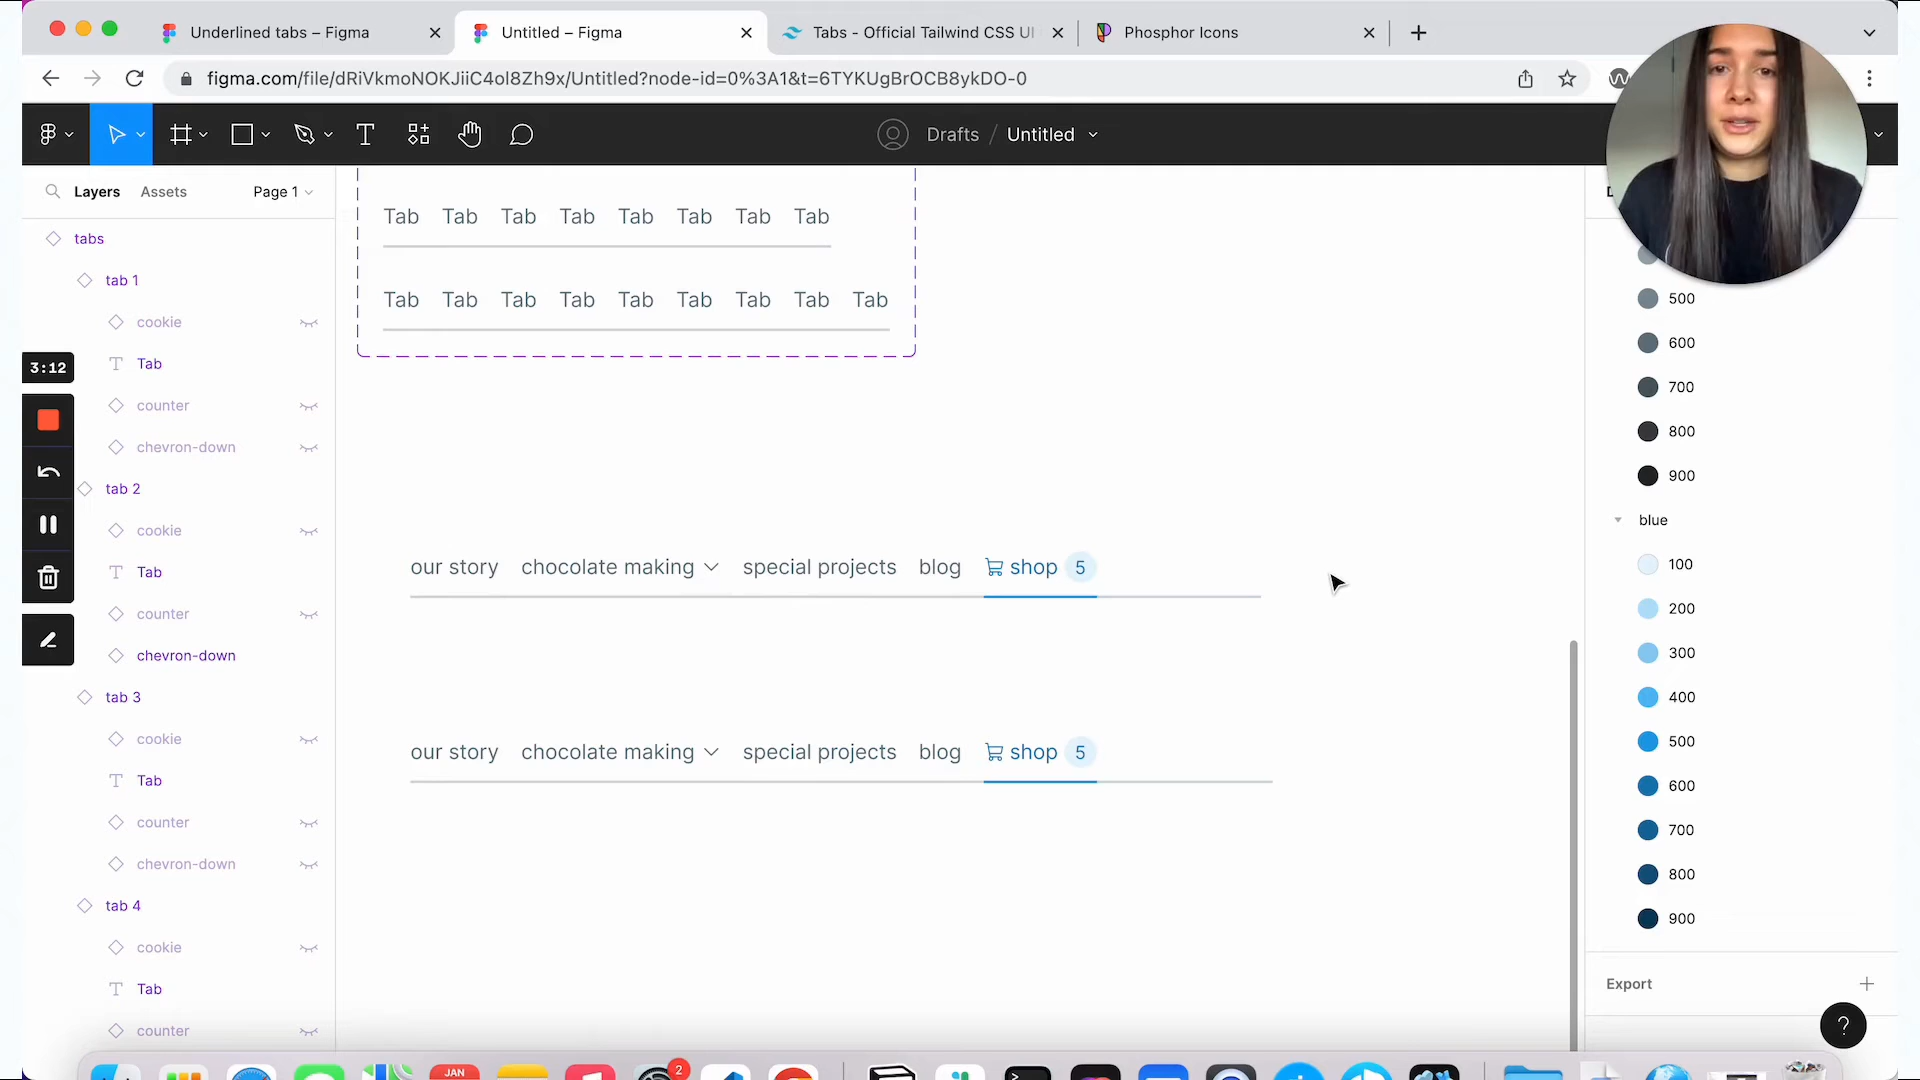 Underlined tabs – Figma
Untitled – Figma
Tabs - Official Tailwind CSS UI
Phosphor Icons
figma.com/file/dRiVkmoNOKJiiC4ol8Zh9x/Untitled?node-id=0%3A1&t=6TYKUgBrOCB8ykDO-0
Drafts / Untitled
Layers
Assets
Page 1
tabs
tab 1
cookie
Tab
counter
chevron-down
tab 2
cookie
Tab
counter
chevron-down
tab 3
cookie
Tab
counter
chevron-down
tab 4
cookie
Tab
counter
3:12
Tab Tab Tab Tab Tab Tab Tab Tab
Tab Tab Tab Tab Tab Tab Tab Tab Tab
our story chocolate making special projects blog shop 5
our story chocolate making special projects blog shop 5
500
600
700
800
900
blue
100
200
300
400
500
600
700
800
900
Export
?
JAN
2